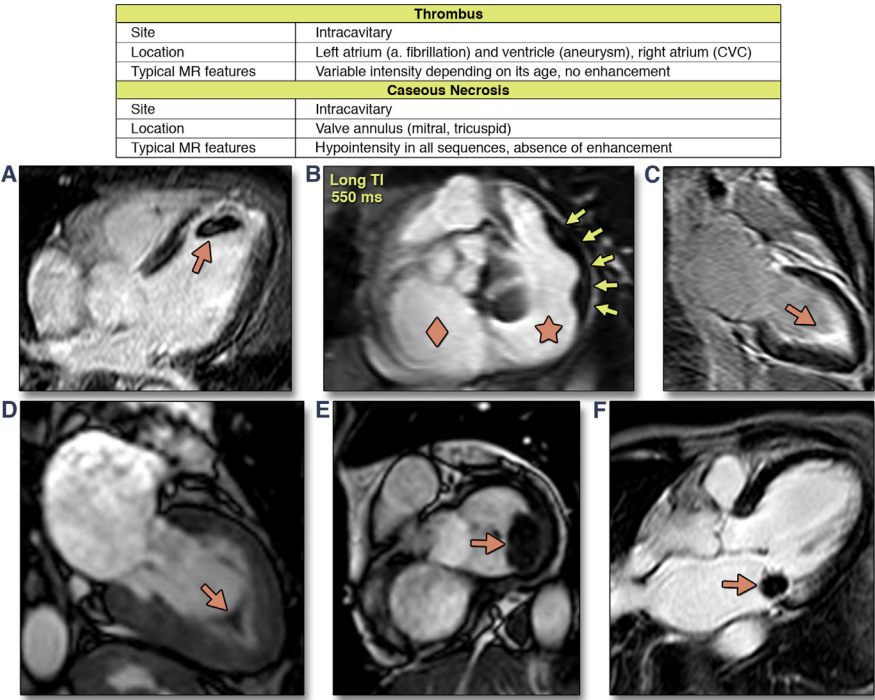 Thrombus
Site Intracavitary
Location Left atrium (a. fibrillation) and ventricle (aneurysm), right atrium (CVC)
Typical MR features Variable intensity depending on its age, no enhancement
Caseous Necrosis
Site Intracavitary
Location Valve annulus (mitral, tricuspid)
Typical MR features Hypointensity in all sequences, absence of enhancement
A B C
Long TI
550 ms
D E F